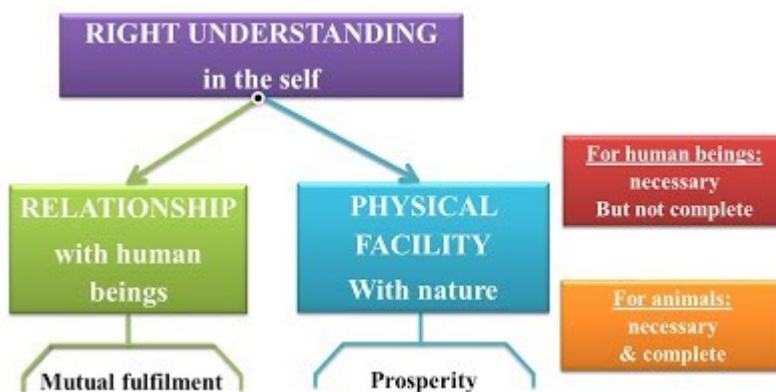 RIGHT UNDERSTANDING
in the self
RELATIONSHIP
with human
beings
PHYSICAL
FACILITY
With nature
For human beings:
necessary
But not complete
For animals:
necessary
& complete
Mutual fulfilment
Prosperity